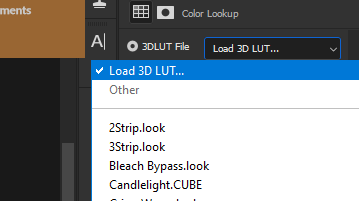 ments
Color Lookup
A|
3DLUT File
Load 3D LUT...
Load 3D LUT...
Other
2Strip.look
3Strip.look
Bleach Bypass.look
Candlelight.CUBE